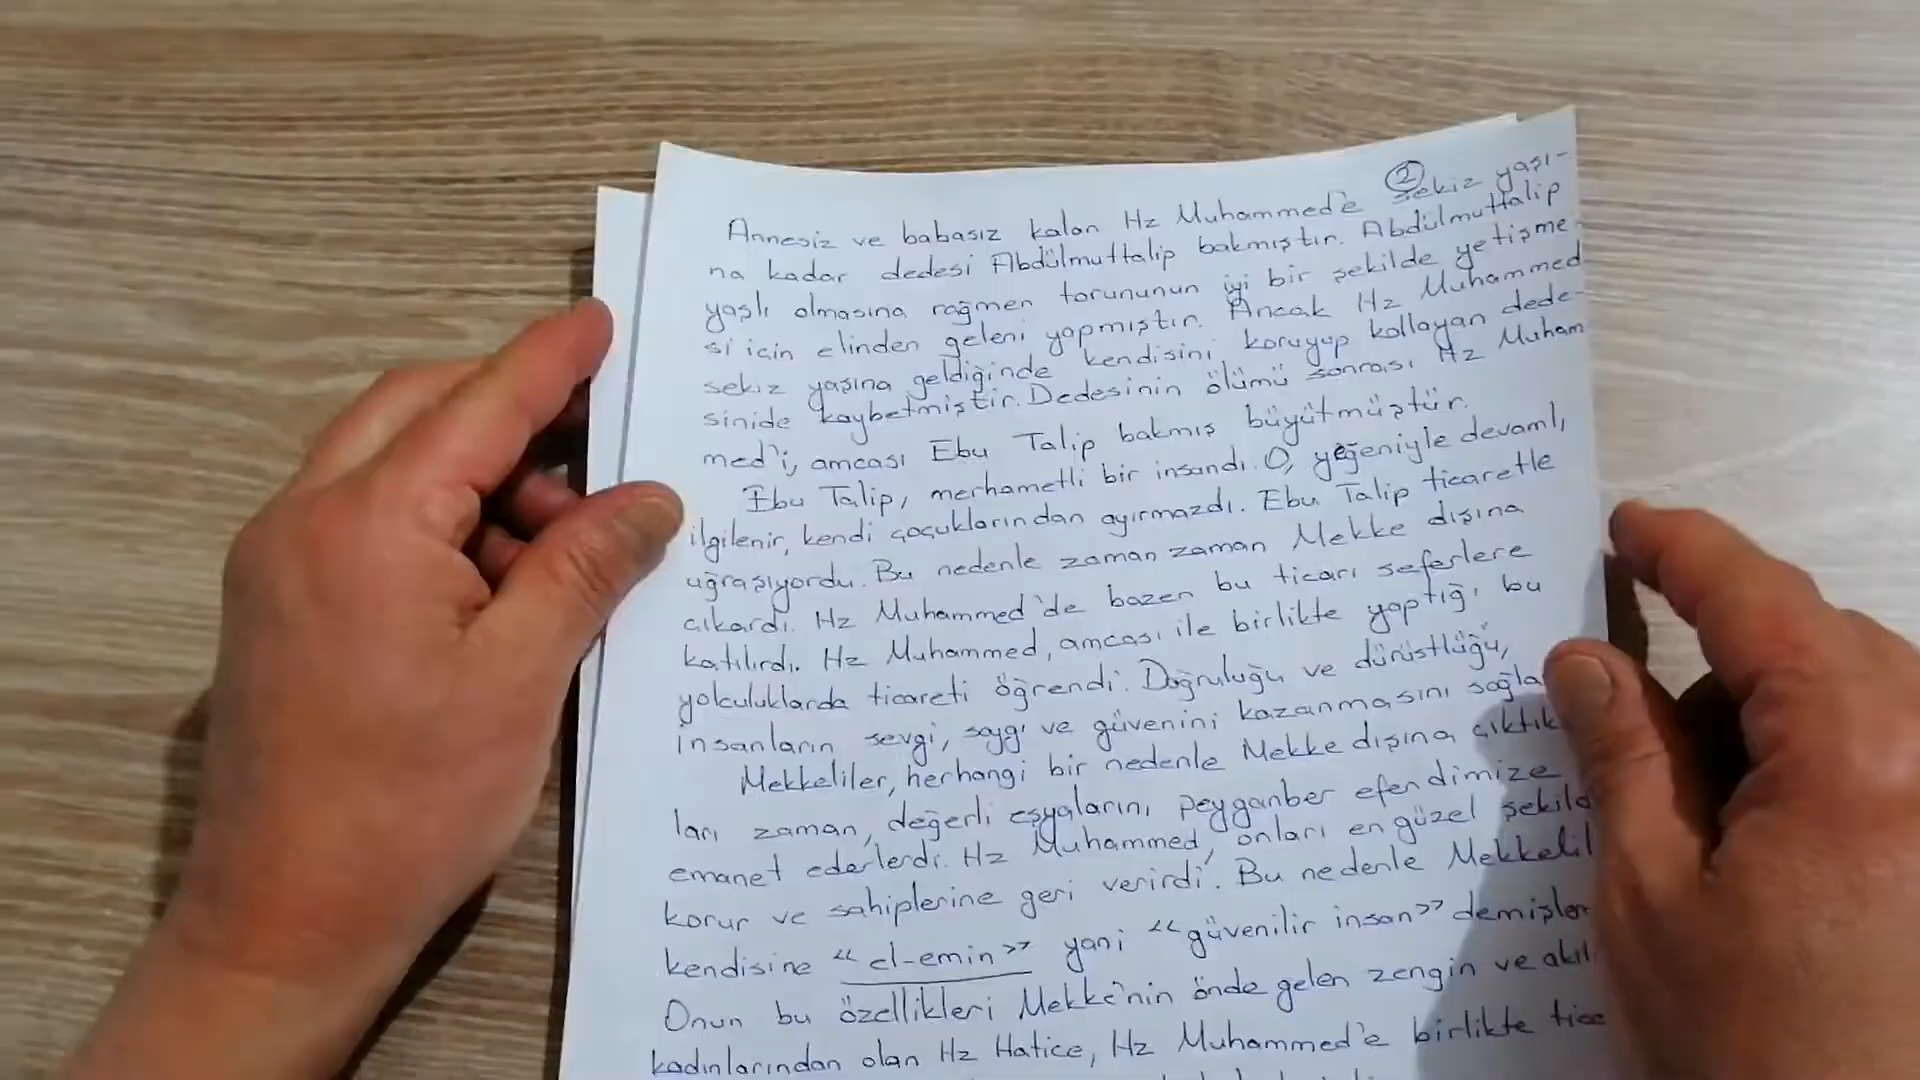 2
Annesiz ve babasız kalan Hz Muhammed'e sekiz yaşı-
na kadar dedesi Abdülmuttalip bakmıştır. Abdülmuttalip
yaşlı olmasına rağmen torununun iyi bir şekilde yetişme-
si için elinden geleni yapmıştır. Ancak Hz Muhammed
sekiz yaşına geldiğinde kendisini koruyup kollayan dede-
sinide kaybetmiştir. Dedesinin ölümü sonrası Hz Muham
med'i, amcası Ebu Talip bakmış büyütmüştür.
Ebu Talip, merhametli bir insandı. O, yeğeniyle devamlı
ilgilenir, kendi çocuklarından ayırmazdı. Ebu Talip ticaretle
uğraşıyordu. Bu nedenle zaman zaman Mekke dışına
çıkardı. Hz Muhammed'de bazen bu ticari seferlere
katılırdı. Hz Muhammed, amcası ile birlikte yaptığı bu
yolculuklarda ticareti öğrendi. Doğruluğu ve dürüstlüğü,
insanların sevgi, saygı ve güvenini kazanmasını sağla
Mekkeliler, herhangi bir nedenle Mekke dışına çıktık
ları zaman, değerli eşyalarını peyganber efendimize
emanet ederlerdi. Hz Muhammed, onları en güzel şekild
korur ve sahiplerine geri verirdi. Bu nedenle Mekkelil
kendisine "el-emin" yani "güvenilir insan" demişler
Onun bu özellikleri Mekke'nin önde gelen zengin ve akıl
kadınlarından olan Hz Hatice, Hz Muhammed'e birlikte tica